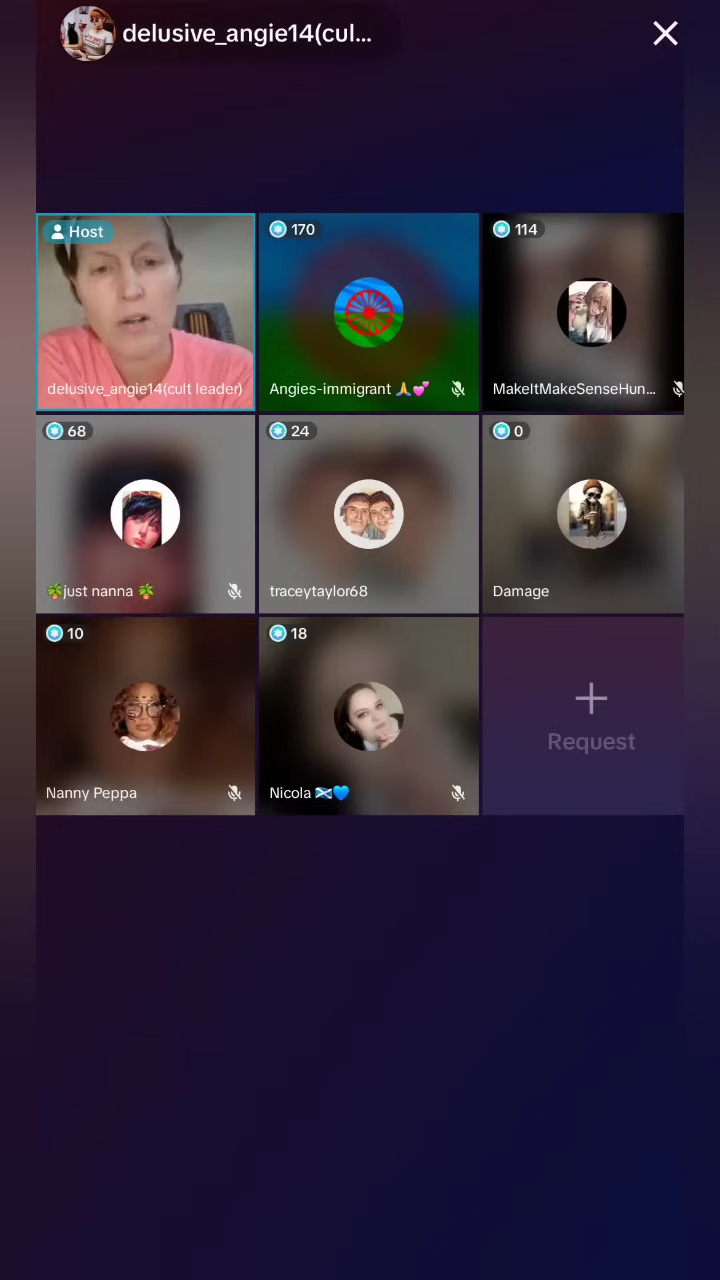 delusive_angie14(cul...
Host
170
114
delusive_angie14(cult leader)
Angies-immigrant 🙏💕
MakeItMakeSenseHun...
68
24
0
🌴just nanna 🌴
traceytaylor68
Damage
10
18
Request
Nanny Peppa
Nicola 🏴󠁧󠁢󠁳󠁣󠁴󠁿💙